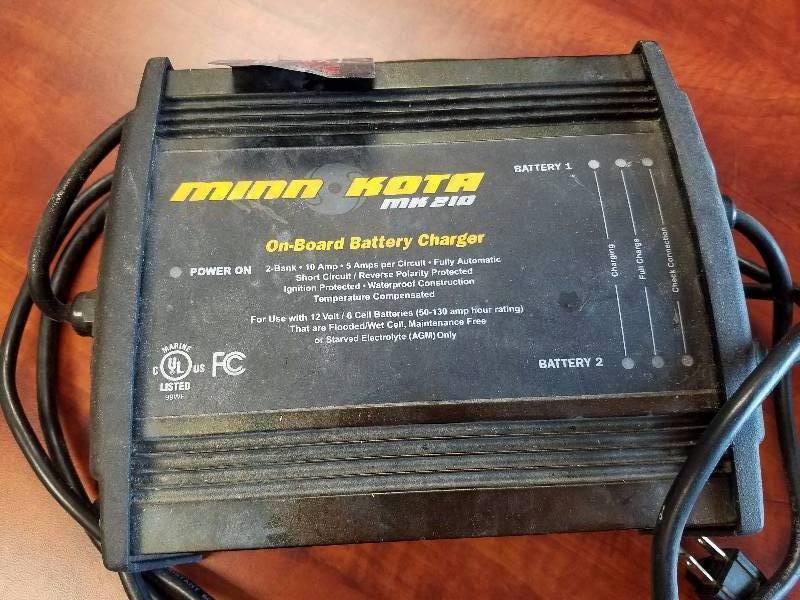 MINN KOTA
MK 210
On-Board Battery Charger
POWER ON
2-Bank • 10 Amp • 5 Amps per Circuit • Fully Automatic
Short Circuit / Reverse Polarity Protected
Ignition Protected • Waterproof Construction
Temperature Compensated
For Use with 12 Volt / 6 Cell Batteries (50-130 amp hour rating)
That are Flooded/Wet Cell, Maintenance Free
or Starved Electrolyte (AGM) Only
BATTERY 1
Charging
Full Charge
Check Connection
BATTERY 2
MARINE
C UL US FC
LISTED
99WF